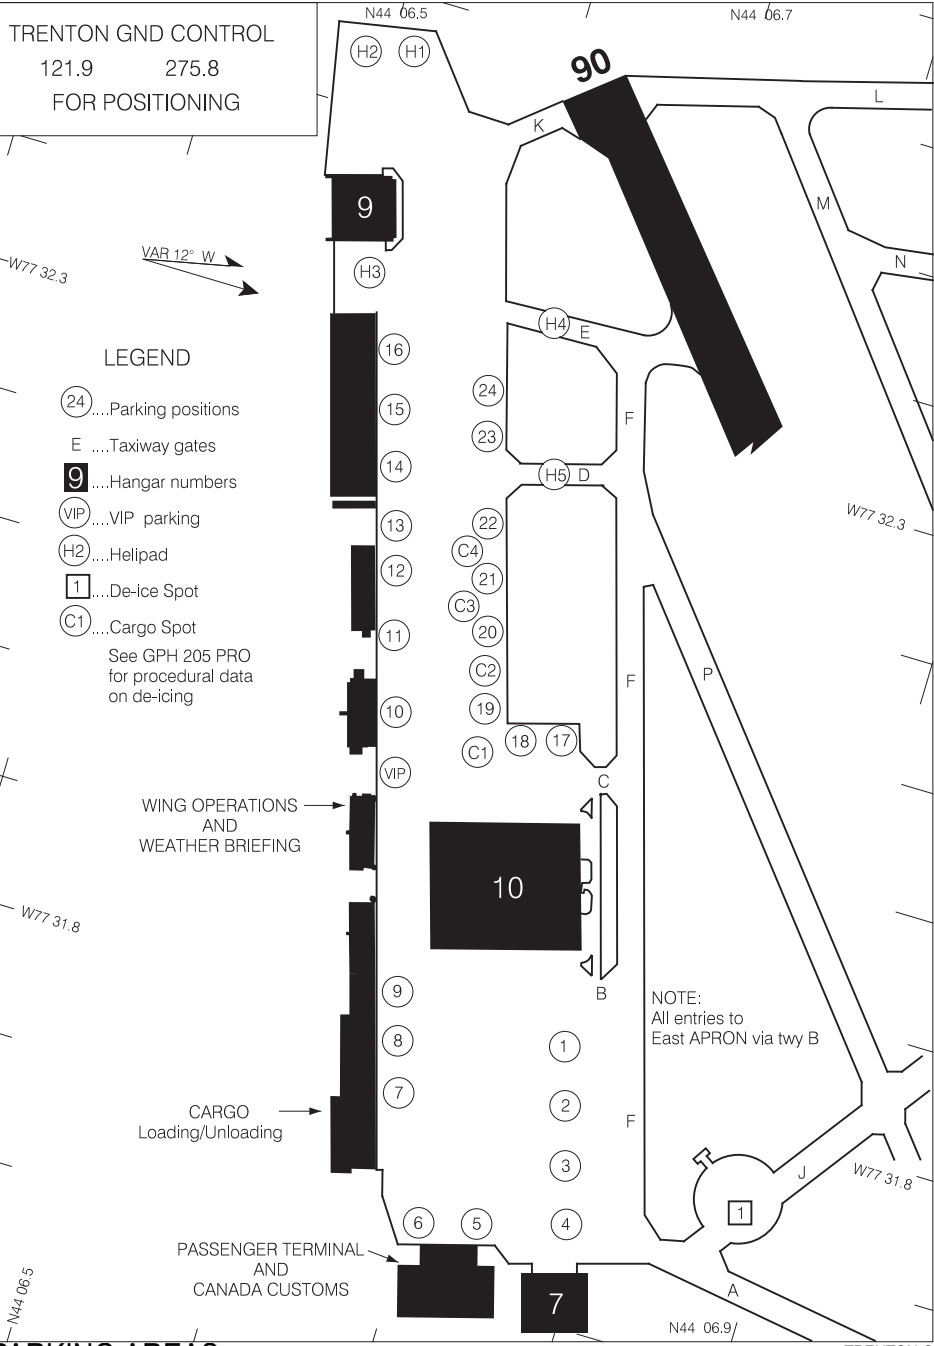 TRENTON GND CONTROL
121.9 275.8
FOR POSITIONING
N44 06.5
N44 06.7
H2
H1
90
L
K
9
M
N
VAR 12° W
W77 32.3
H3
H4
E
LEGEND
24....Parking positions
E ....Taxiway gates
9....Hangar numbers
VIP....VIP parking
H2....Helipad
1....De-ice Spot
C1....Cargo Spot
See GPH 205 PRO
for procedural data
on de-icing
16
15
14
13
12
11
10
VIP
24
23
F
H5
D
22
C4
21
C3
20
C2
19
C1
18
17
W77 32.3
F
P
C
WING OPERATIONS
AND
WEATHER BRIEFING
10
W77 31.8
B
NOTE:
All entries to
East APRON via twy B
9
8
7
1
2
3
4
F
CARGO
Loading/Unloading
J
W77 31.8
1
6
5
PASSENGER TERMINAL
AND
CANADA CUSTOMS
7
A
N44 06.5
N44 06.9